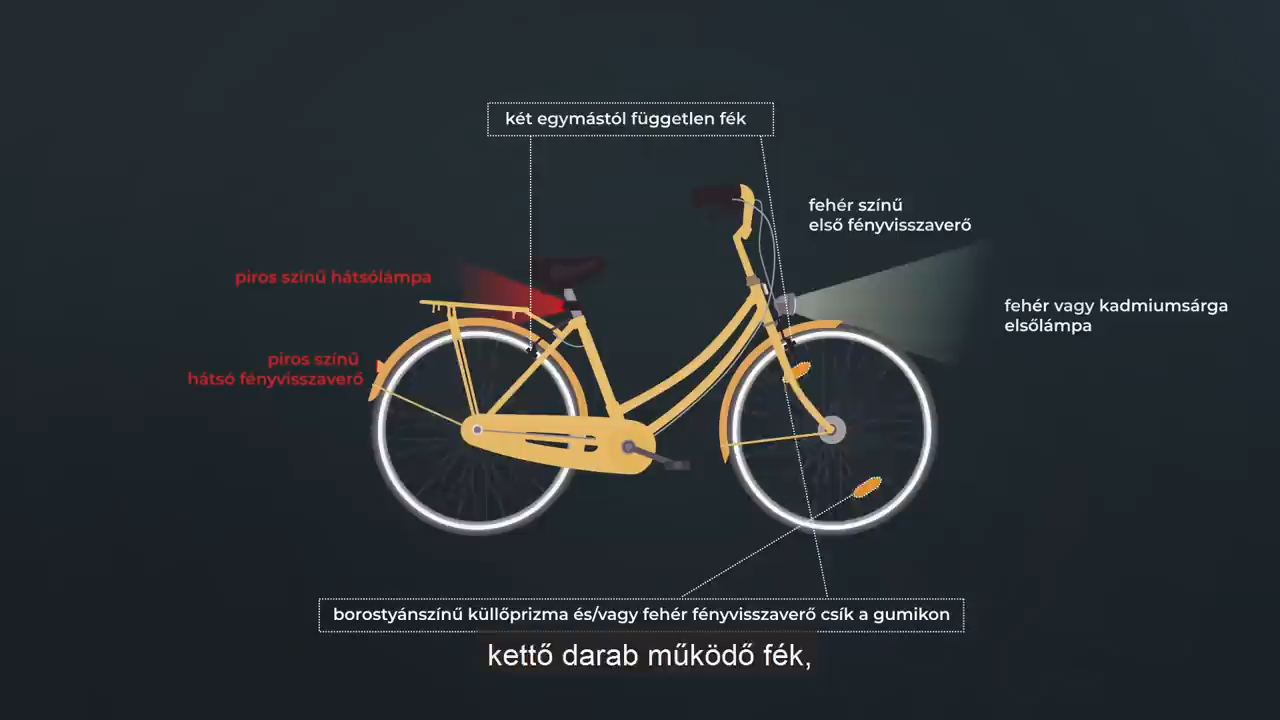 két egymástól független fék
fehér színű
első fényvisszaverő
piros színű hátsólámpa
fehér vagy kadmiumsárga
elsőlámpa
piros színű
hátsó fényvisszaverő
borostyánszínű küllőprizma és/vagy fehér fényvisszaverő csík a gumikon
kettő darab működő fék,